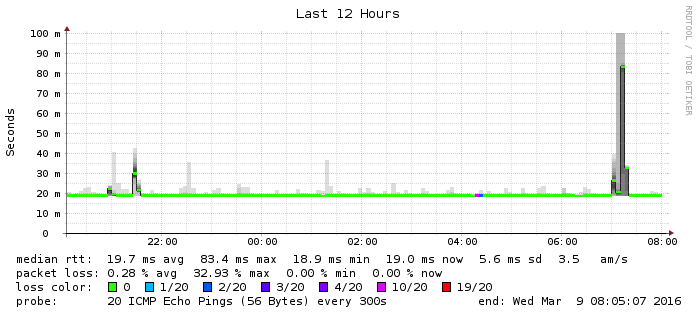 Last 12 Hours
RRDTOOL / TOBI OETIKER
Seconds
100 m
90 m
80 m
70 m
60 m
50 m
40 m
30 m
20 m
10 m
0
22:00 00:00 02:00 04:00 06:00 08:00
median rtt: 19.7 ms avg 83.4 ms max 18.9 ms min 19.0 ms now 5.6 ms sd 3.5 am/s
packet loss: 0.28 % avg 32.93 % max 0.00 % min 0.00 % now
loss color: 0 1/20 2/20 3/20 4/20 10/20 19/20
probe: 20 ICMP Echo Pings (56 Bytes) every 300s end: Wed Mar 9 08:05:07 2016